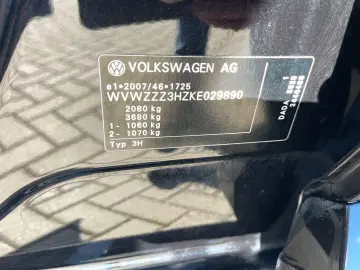 VOLKSWAGEN AG
e1*2007/46*1725
WVWZZZ3HZKE029890
2080 kg
3680 kg
1 - 1060 kg
2 - 1070 kg
Typ 3H
DADA